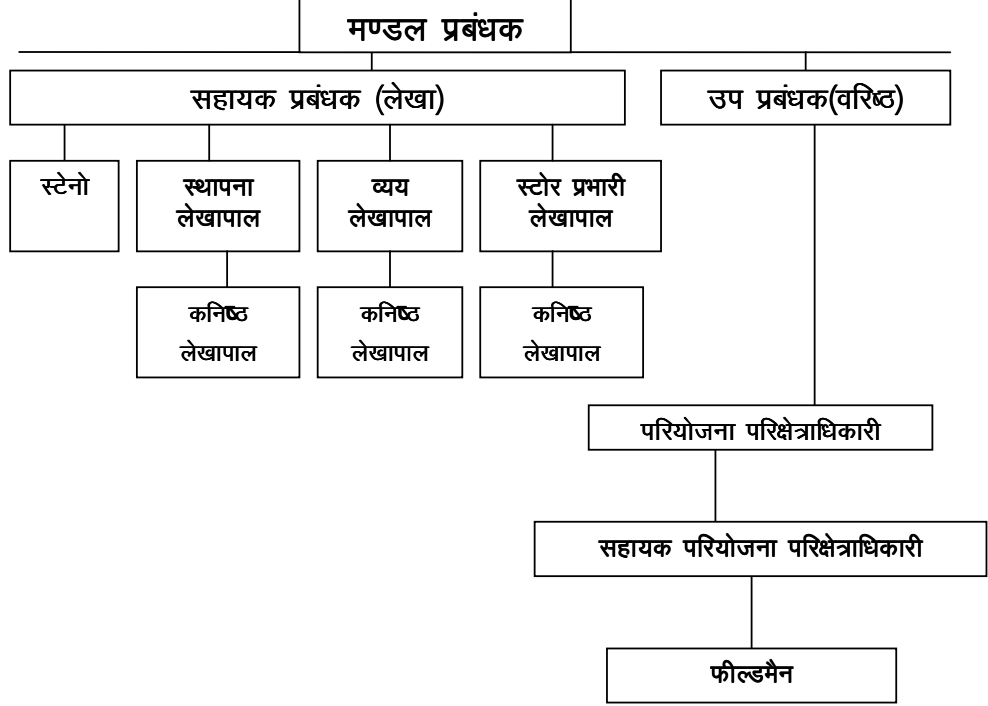 मण्डल प्रबंधक
सहायक प्रबंधक (लेखा)
उप प्रबंधक(वरिष्ठ)
स्टेनो
स्थापना
लेखापाल
व्यय
लेखापाल
स्टोर प्रभारी
लेखापाल
कनिष्ठ
लेखापाल
कनिष्ठ
लेखापाल
कनिष्ठ
लेखापाल
परियोजना परिक्षेत्राधिकारी
सहायक परियोजना परिक्षेत्राधिकारी
फील्डमैन